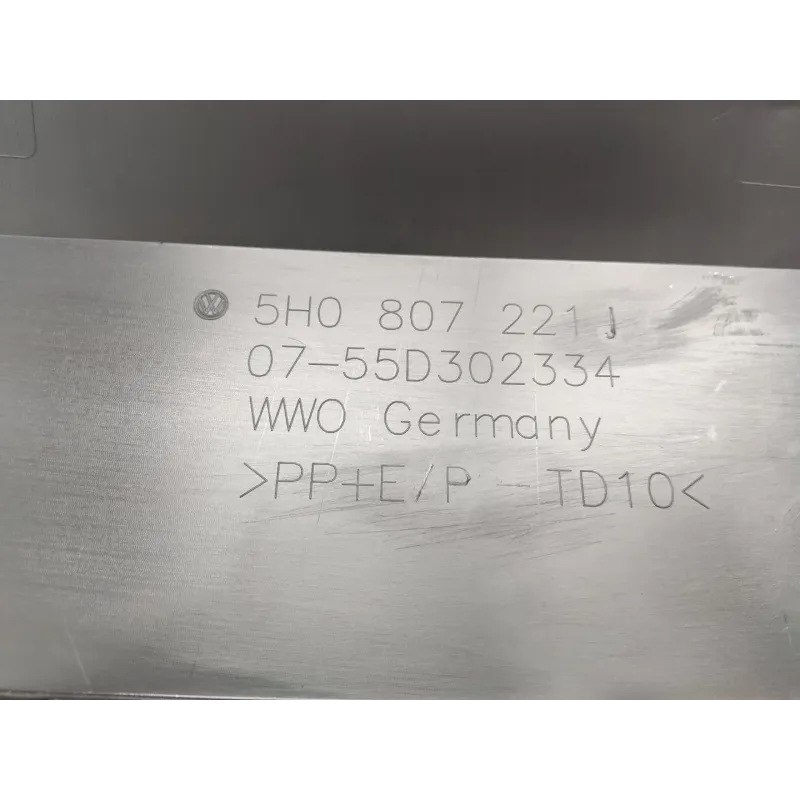 5H0 807 221 J
07-55D302334
WWO Germany
>PP+E/P-TD10<